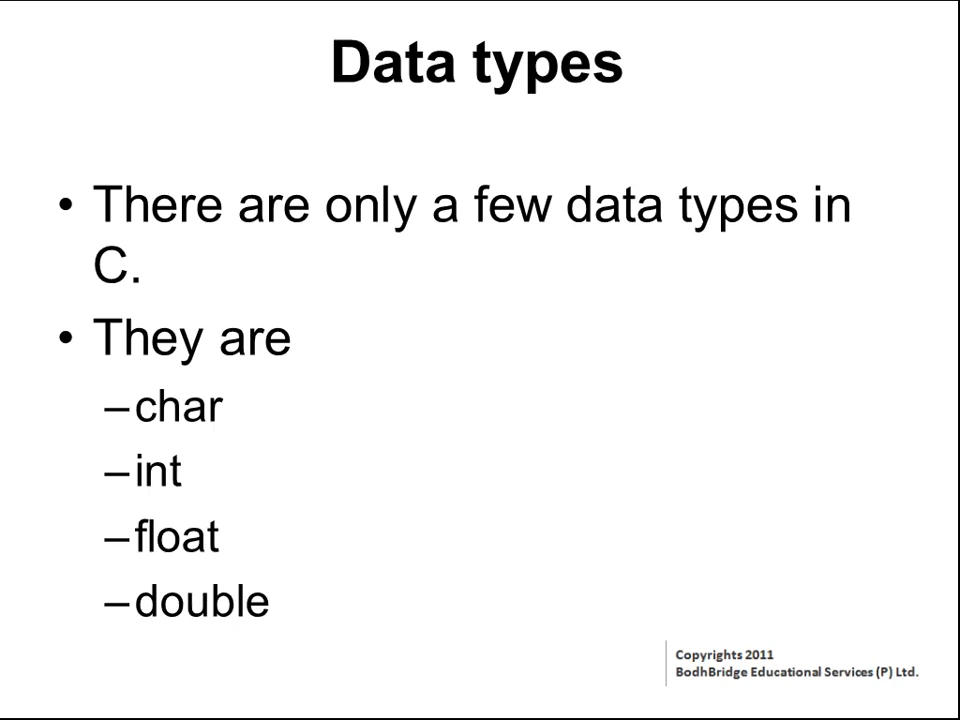 Data types
• There are only a few data types in
C.
• They are
–char
–int
–float
–double
Copyrights 2011
BodhBridge Educational Services (P) Ltd.